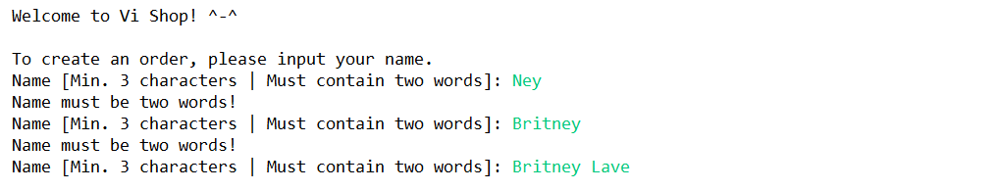 Welcome to Vi Shop! ^-^
To create an order, please input your name.
Name [Min. 3 characters | Must contain two words]: Ney
Name must be two words!
Name [Min. 3 characters | Must contain two words]: Britney
Name must be two words!
Name [Min. 3 characters | Must contain two words]: Britney Lave